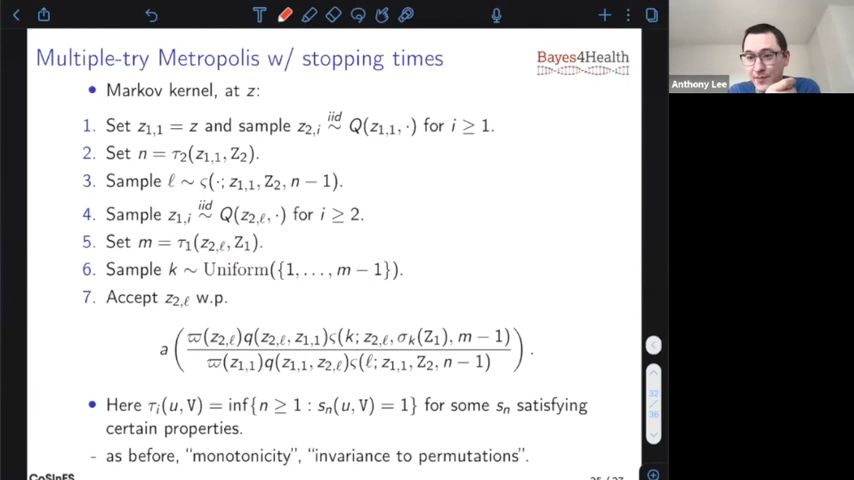 Multiple-try Metropolis w/ stopping times
Bayes4Health
Anthony Lee
• Markov kernel, at z:
1. Set z₁,₁ = z and sample z₂,ᵢ iid ∼ Q(z₁,₁, ·) for i ≥ 1.
2. Set n = τ₂(z₁,₁, Z₂).
3. Sample ℓ ∼ ς(·; z₁,₁, Z₂, n − 1).
4. Sample z₁,ᵢ iid ∼ Q(z₂,ℓ, ·) for i ≥ 2.
5. Set m = τ₁(z₂,ℓ, Z₁).
6. Sample k ∼ Uniform({1, . . . , m − 1}).
7. Accept z₂,ℓ w.p.
a ( ϖ(z₂,ℓ)q(z₂,ℓ, z₁,₁)ς(k; z₂,ℓ, σₖ(Z₁), m − 1)
ϖ(z₁,₁)q(z₁,₁, z₂,ℓ)ς(ℓ; z₁,₁, Z₂, n − 1) ) .
• Here τᵢ(u, V) = inf{n ≥ 1 : sₙ(u, V) = 1} for some sₙ satisfying
certain properties.
- as before, “monotonicity”, “invariance to permutations”.
32
/
36
CoSInES